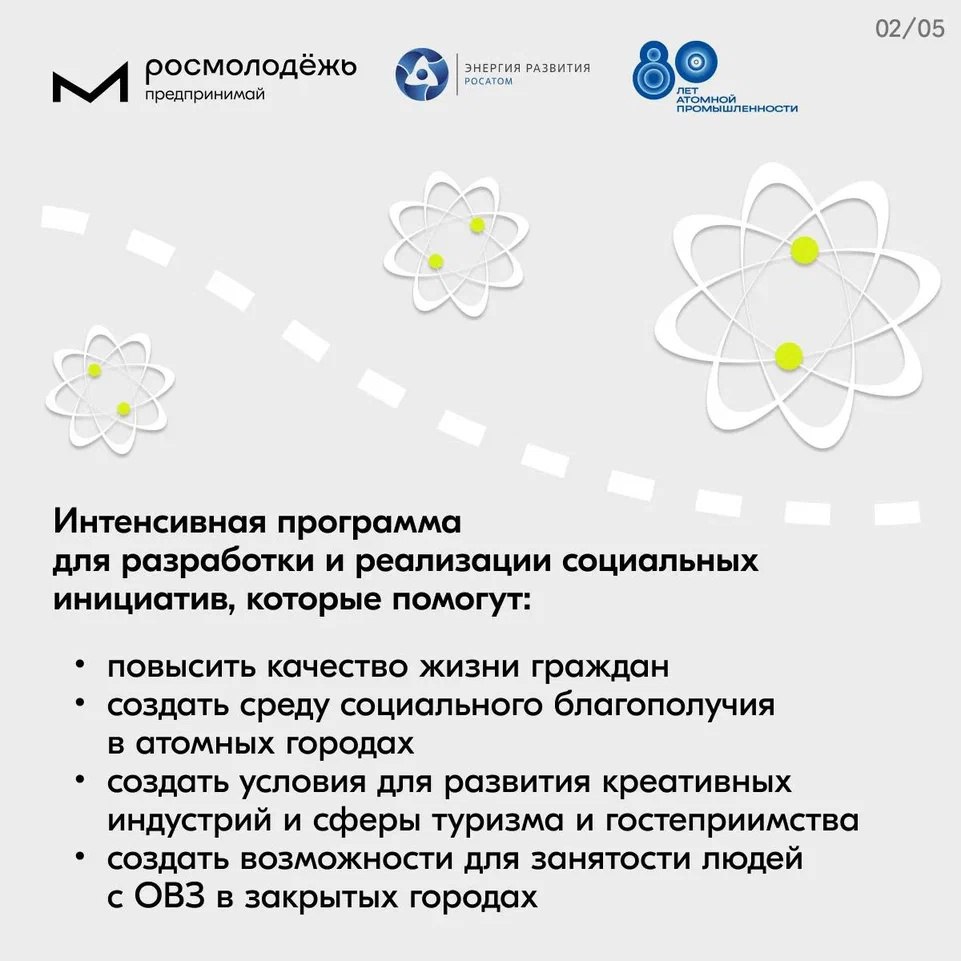 02/05
росмолодёжь
предпринимай
ЭНЕРГИЯ РАЗВИТИЯ
РОСАТОМ
80
ЛЕТ
АТОМНОЙ
ПРОМЫШЛЕННОСТИ
Интенсивная программа
для разработки и реализации социальных
инициатив, которые помогут:
• повысить качество жизни граждан
• создать среду социального благополучия
в атомных городах
• создать условия для развития креативных
индустрий и сферы туризма и гостеприимства
• создать возможности для занятости людей
с ОВЗ в закрытых городах